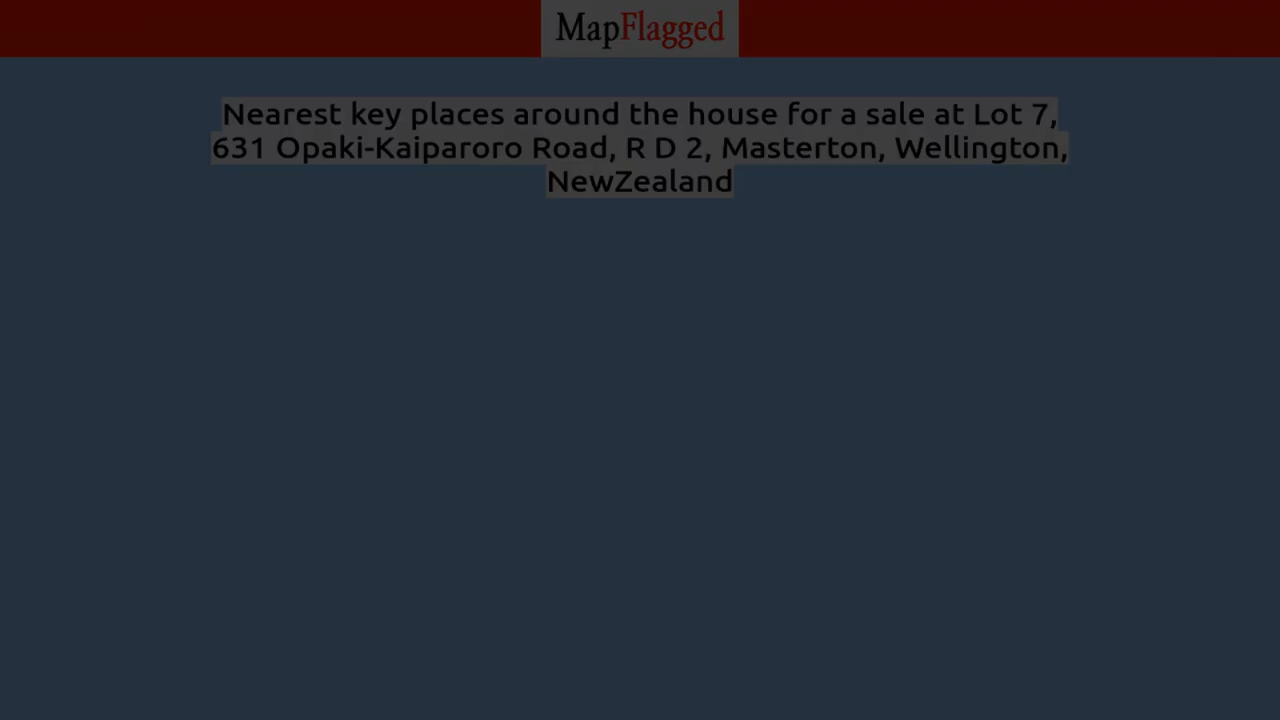 MapFlagged
Nearest key places around the house for a sale at Lot 7,
631 Opaki-Kaiparoro Road, R D 2, Masterton, Wellington,
NewZealand